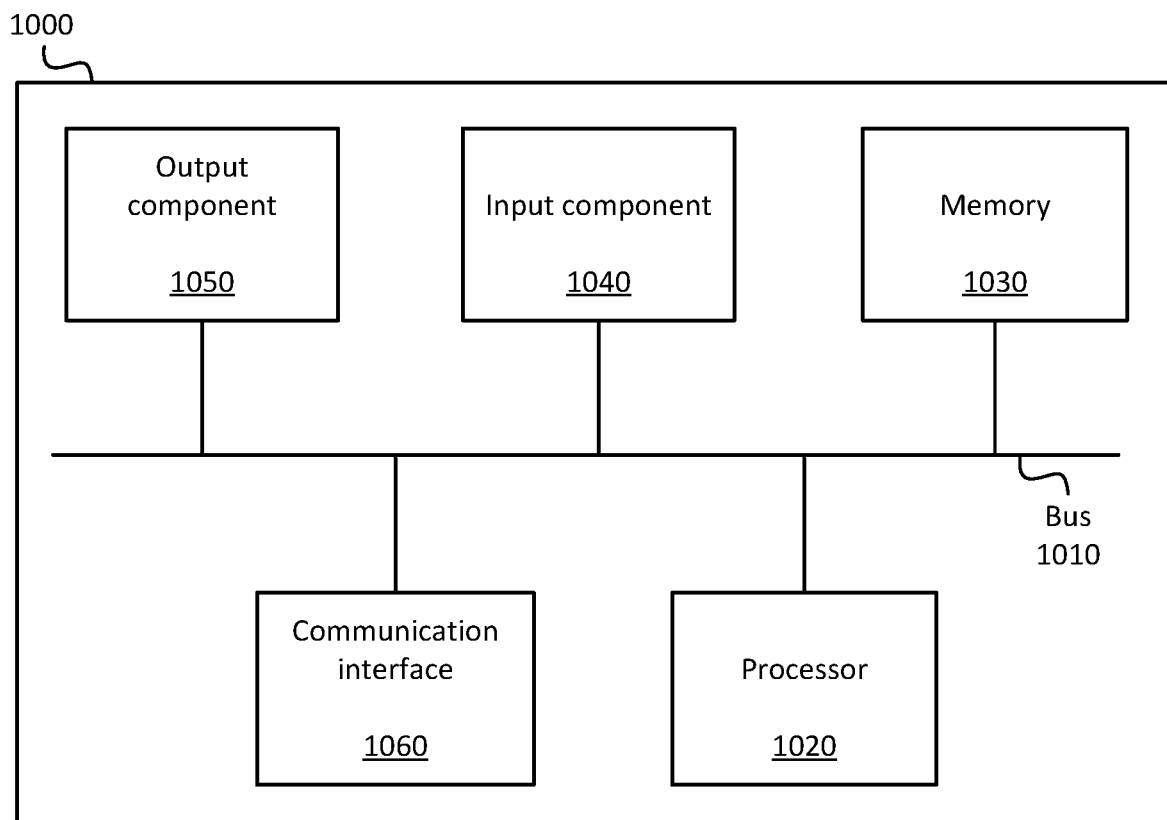 1000
Output
component
1050
Input component
1040
Memory
1030
Bus
1010
Communication
interface
1060
Processor
1020